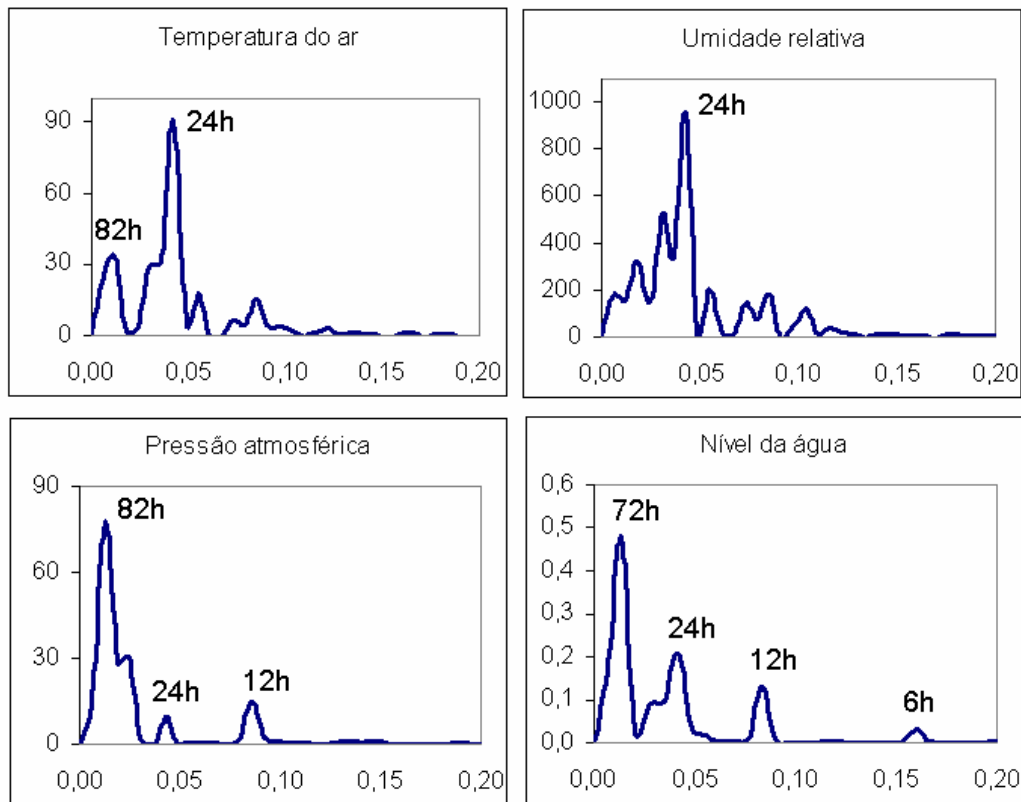 Temperatura do ar
90
60
30
0
82h
24h
0,00 0,05 0,10 0,15 0,20
Umidade relativa
1000
800
600
400
200
0
24h
0,00 0,05 0,10 0,15 0,20
Pressão atmosférica
90
60
30
0
82h
24h
12h
0,00 0,05 0,10 0,15 0,20
Nível da água
0,6
0,5
0,4
0,3
0,2
0,1
0,0
72h
24h
12h
6h
0,00 0,05 0,10 0,15 0,20